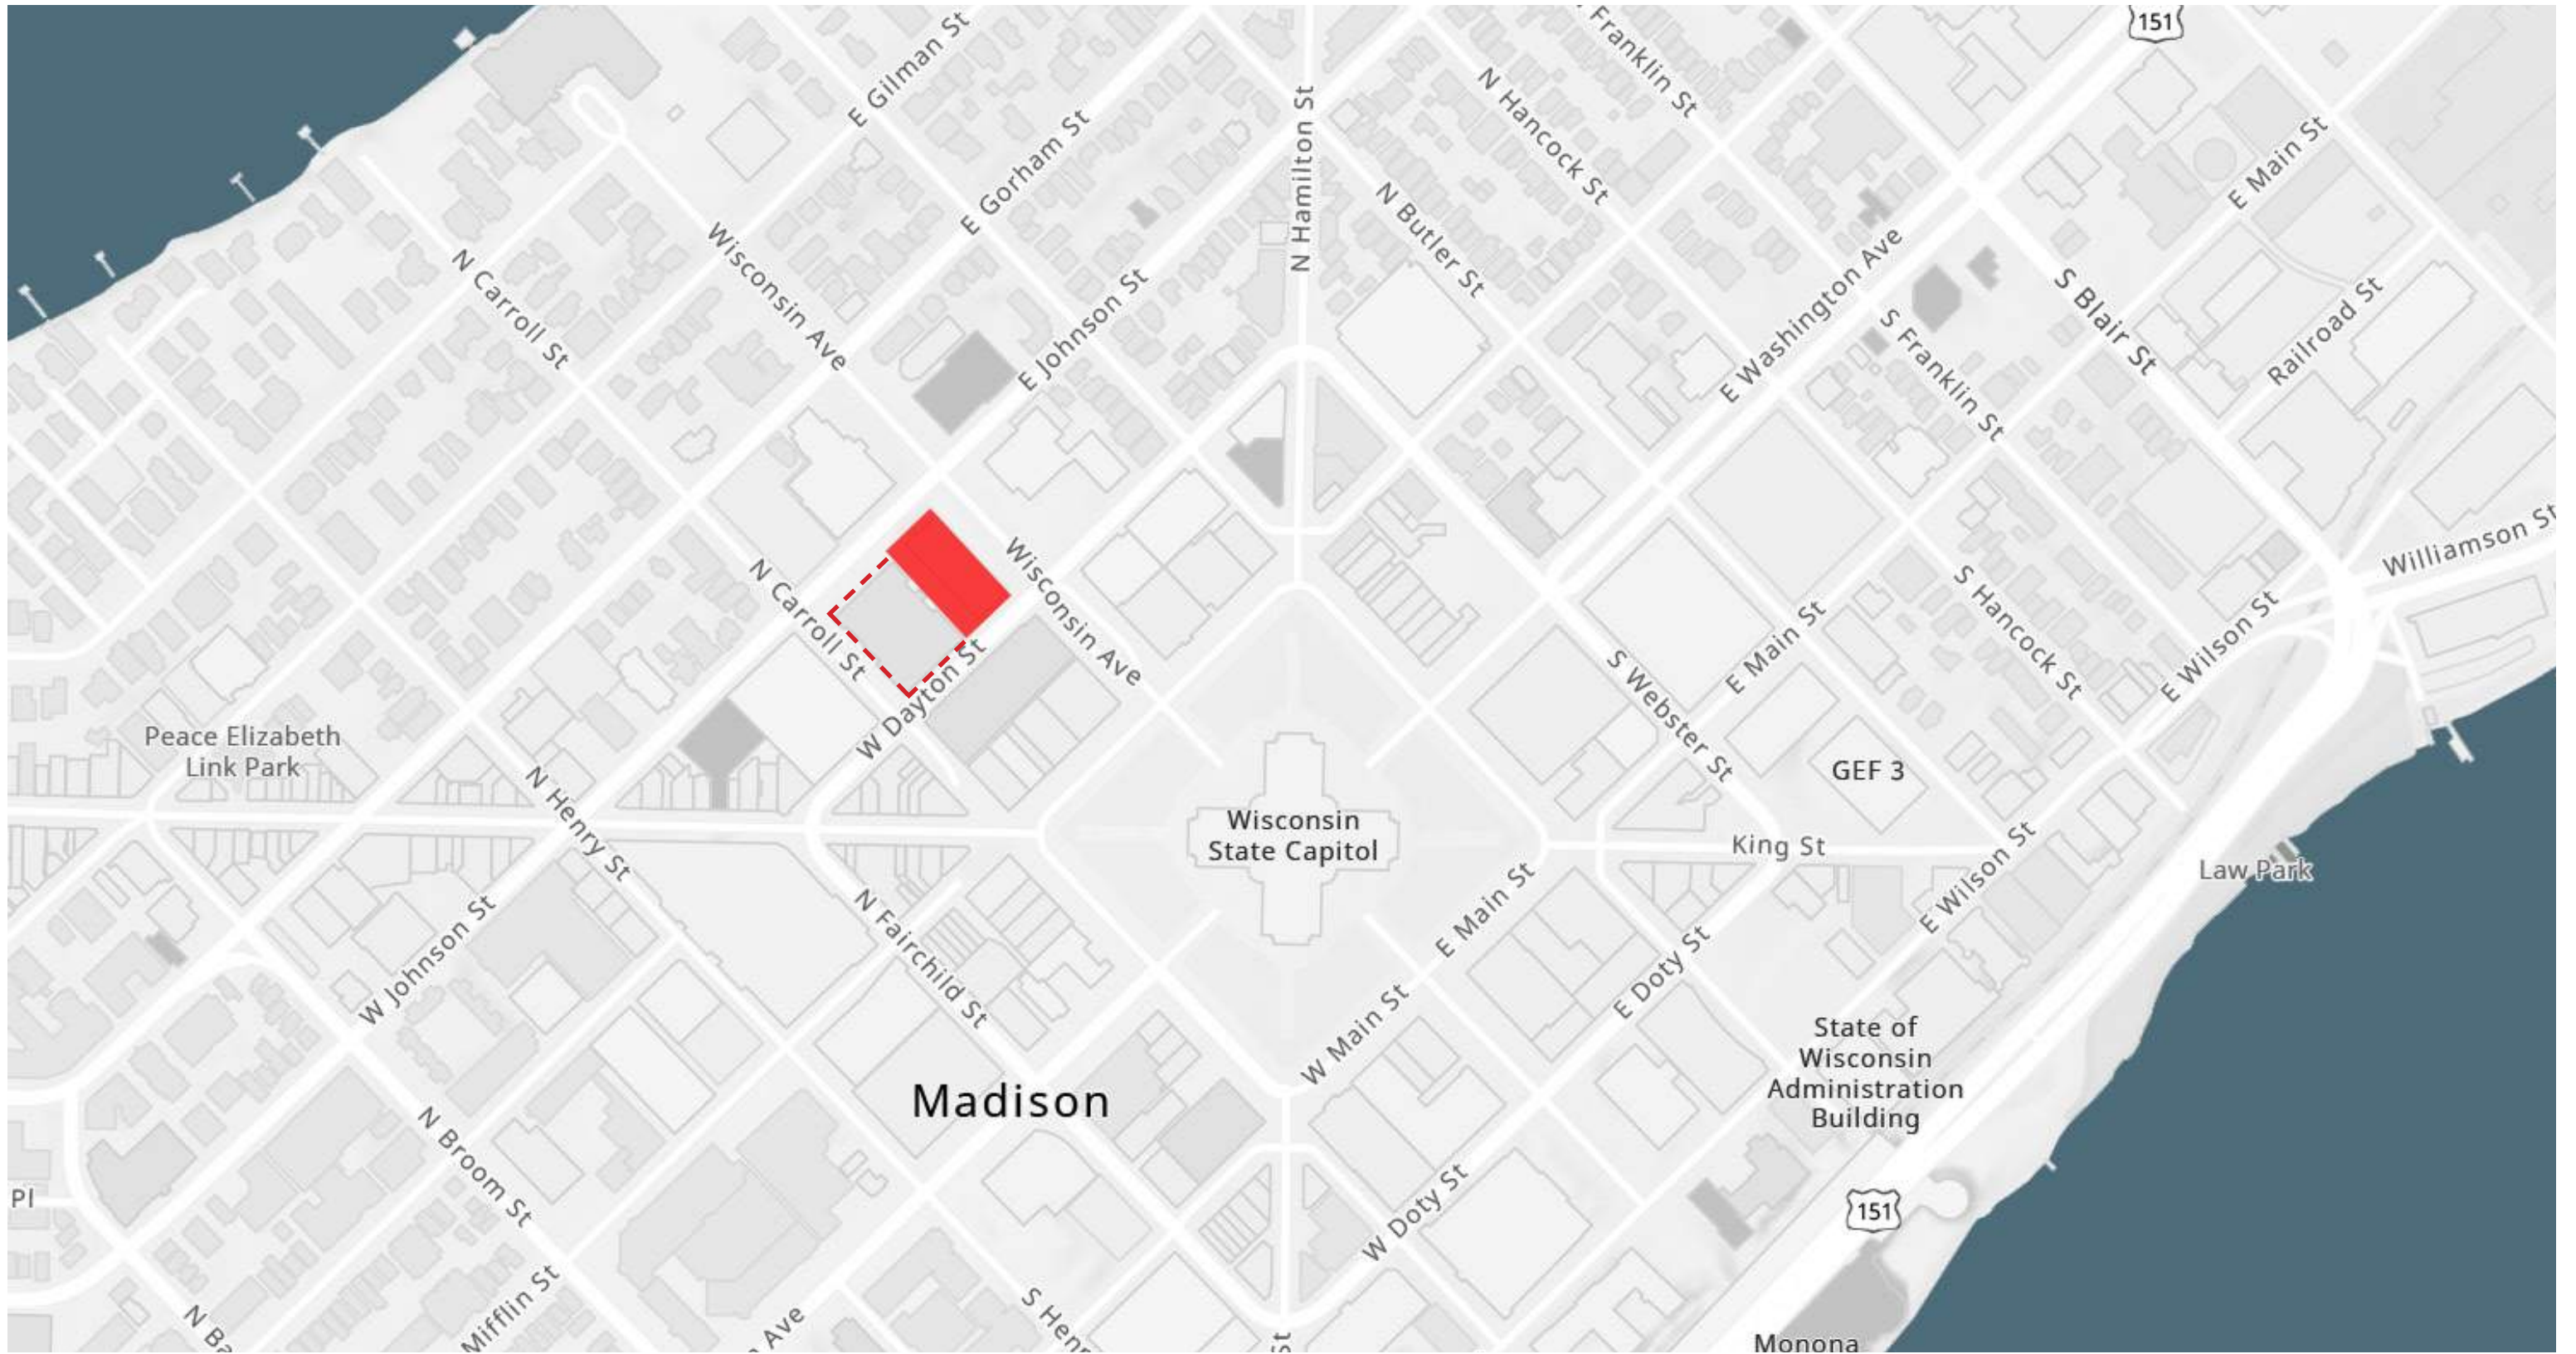 151
E Gilman St
Franklin St
N Hancock St
E Gorham St
N Hamilton St
E Main St
N Butler St
Wisconsin Ave
N Carroll St
E Johnson St
E Washington Ave
S Blair St
Railroad St
S Franklin St
Williamson St
Wisconsin Ave
N Carroll St
W Dayton St
S Hancock St
E Wilson St
E Main St
S Webster St
Peace Elizabeth
Link Park
N Henry St
GEF 3
Wisconsin
State Capitol
King St
Law Park
E Wilson St
E Main St
W Johnson St
N Fairchild St
E Doty St
W Main St
State of
Wisconsin
Administration
Building
Madison
N Broom St
Pl
151
W Doty St
Mifflin St
N Ba
Ave
S Henr
St
Monona